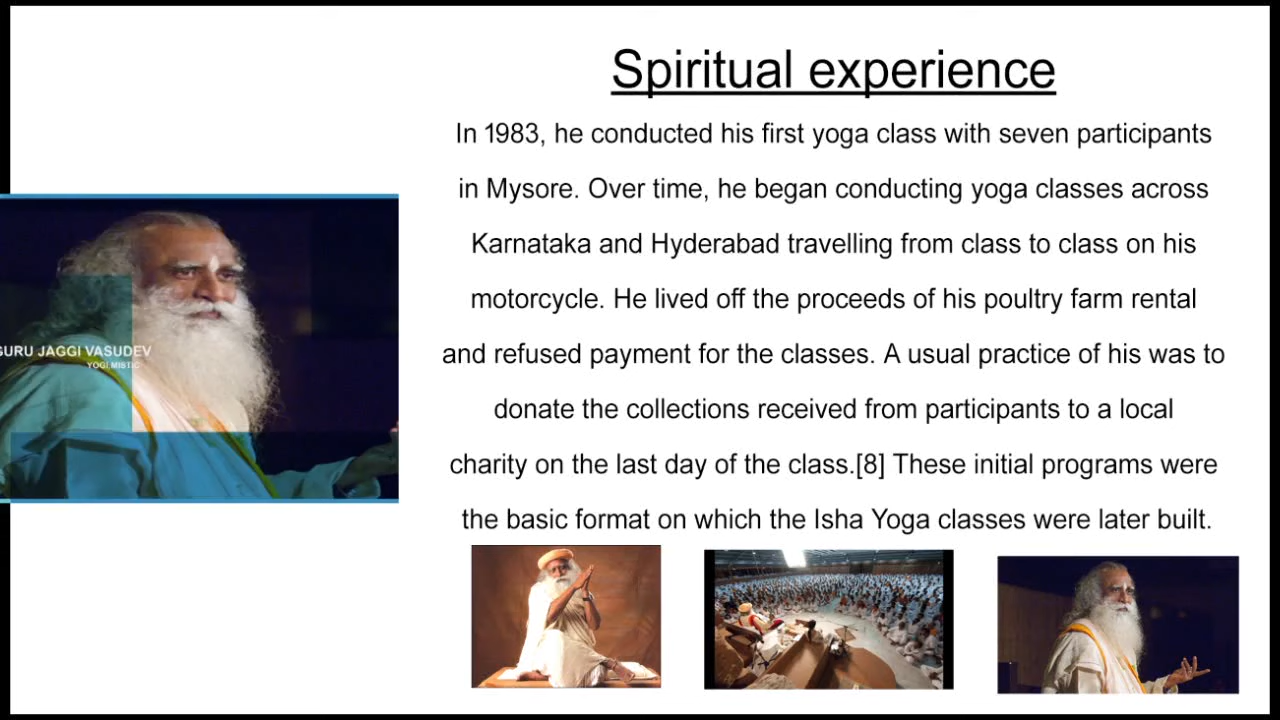 Spiritual experience
In 1983, he conducted his first yoga class with seven participants
in Mysore. Over time, he began conducting yoga classes across
Karnataka and Hyderabad travelling from class to class on his
motorcycle. He lived off the proceeds of his poultry farm rental
and refused payment for the classes. A usual practice of his was to
donate the collections received from participants to a local
charity on the last day of the class.[8] These initial programs were
the basic format on which the Isha Yoga classes were later built.
GURU JAGGI VASUDEV
YOGI MISTIC